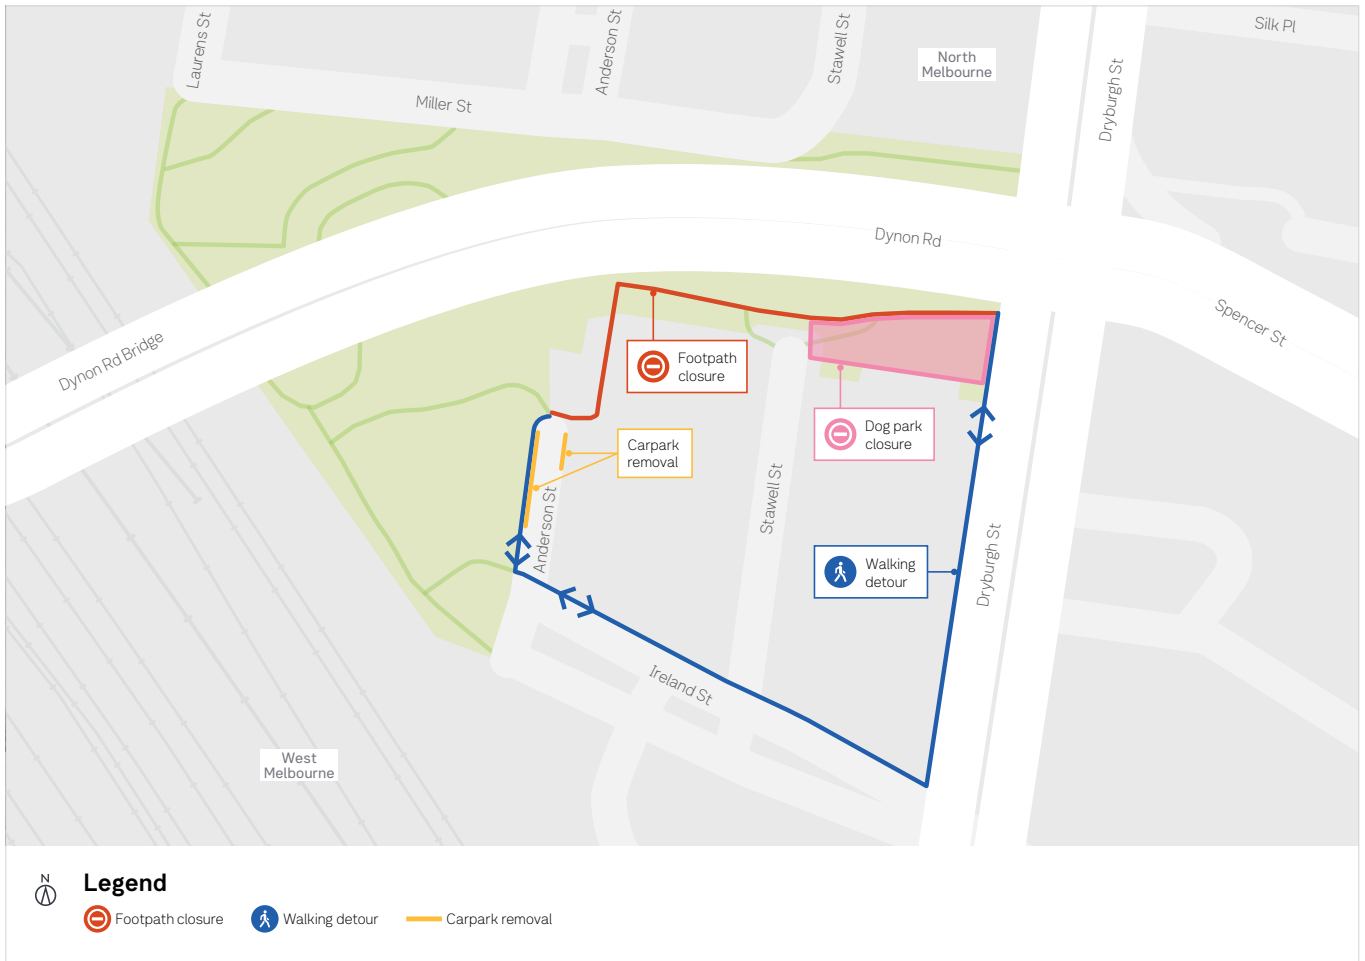 Laurens St
Anderson St
Stawell St
North
Melbourne
Silk Pl
Dryburgh St
Miller St
Dynon Rd
Spencer St
Dynon Rd Bridge
Footpath
closure
Dog park
closure
Carpark
removal
Stawell St
Anderson St
Walking
detour
Dryburgh St
Ireland St
West
Melbourne
N
Legend
Footpath closure
Walking detour
Carpark removal